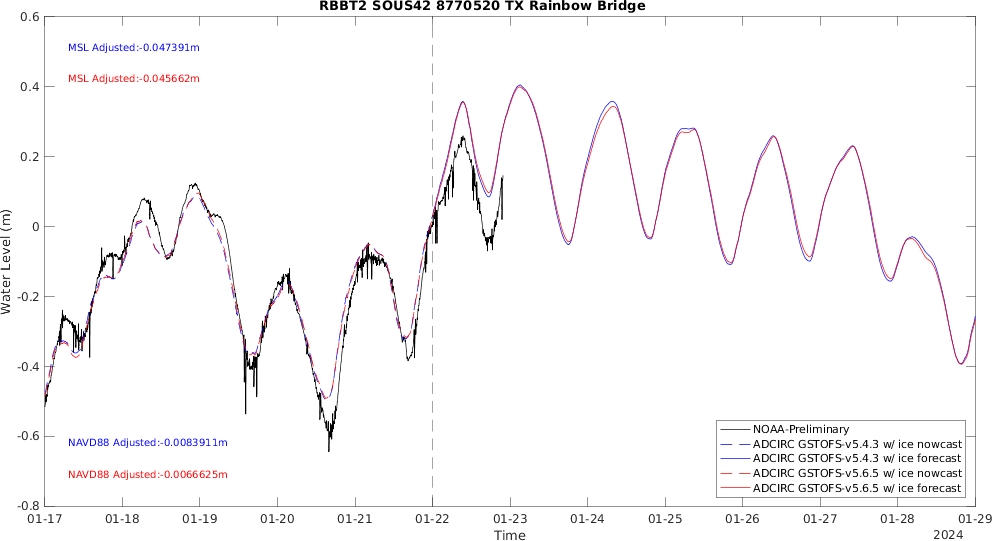 RBBT2 SOUS42 8770520 TX Rainbow Bridge
0.6
0.4
0.2
0
-0.2
-0.4
-0.6
-0.8
Water Level (m)
MSL Adjusted:-0.047391m
MSL Adjusted:-0.045662m
NAVD88 Adjusted:-0.0083911m
NAVD88 Adjusted:-0.0066625m
NOAA-Preliminary
ADCIRC GSTOFS-v5.4.3 w/ ice nowcast
ADCIRC GSTOFS-v5.4.3 w/ ice forecast
ADCIRC GSTOFS-v5.6.5 w/ ice nowcast
ADCIRC GSTOFS-v5.6.5 w/ ice forecast
01-17 01-18 01-19 01-20 01-21 01-22 01-23 01-24 01-25 01-26 01-27 01-28 01-29
Time
2024